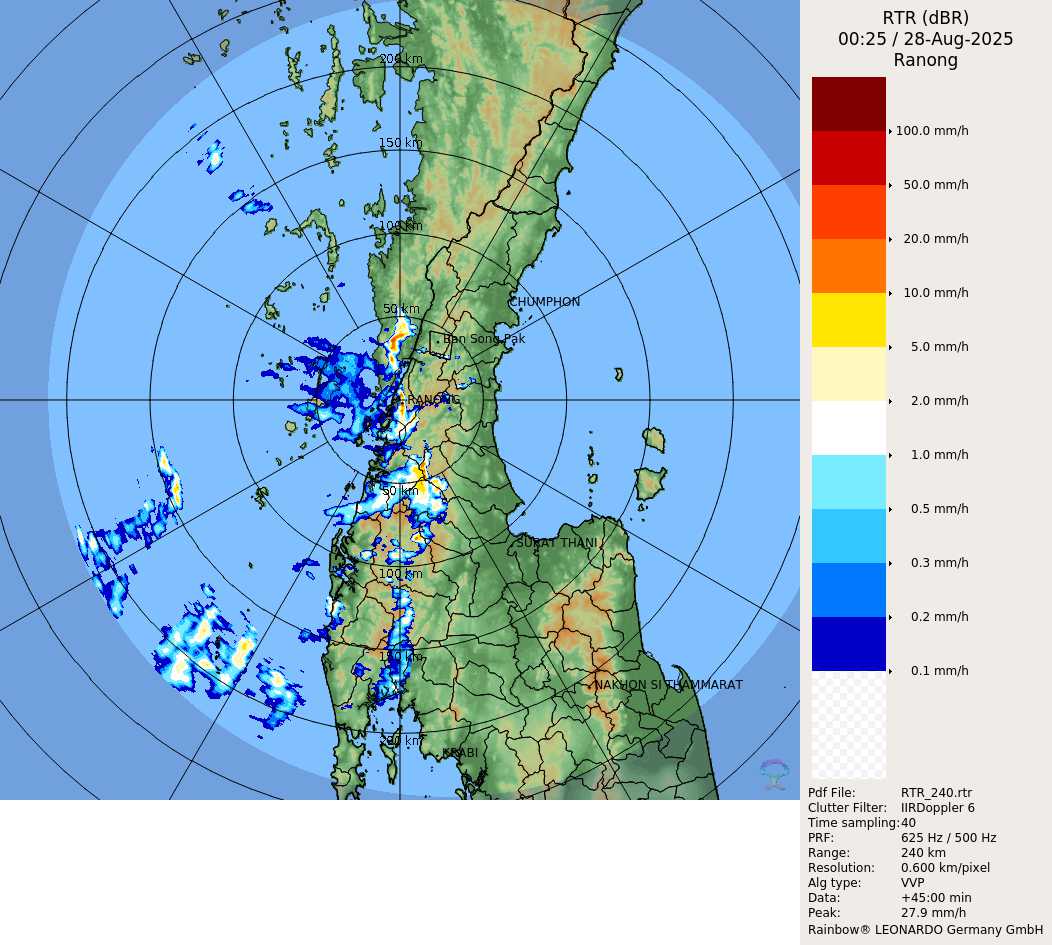 RTR (dBR)
00:25 / 28-Aug-2025
Ranong
200 km
150 km
100 km
50 km
CHUMPHON
Ban Song Pak
RANONG
50 km
SURAT THANI
100 km
150 km
NAKHON SI THAMMARAT
200 km
KRABI
100.0 mm/h
50.0 mm/h
20.0 mm/h
10.0 mm/h
5.0 mm/h
2.0 mm/h
1.0 mm/h
0.5 mm/h
0.3 mm/h
0.2 mm/h
0.1 mm/h
Pdf File: RTR_240.rtr
Clutter Filter: IIRDoppler 6
Time sampling:40
PRF: 625 Hz / 500 Hz
Range: 240 km
Resolution: 0.600 km/pixel
Alg type: VVP
Data: +45:00 min
Peak: 27.9 mm/h
Rainbow® LEONARDO Germany GmbH